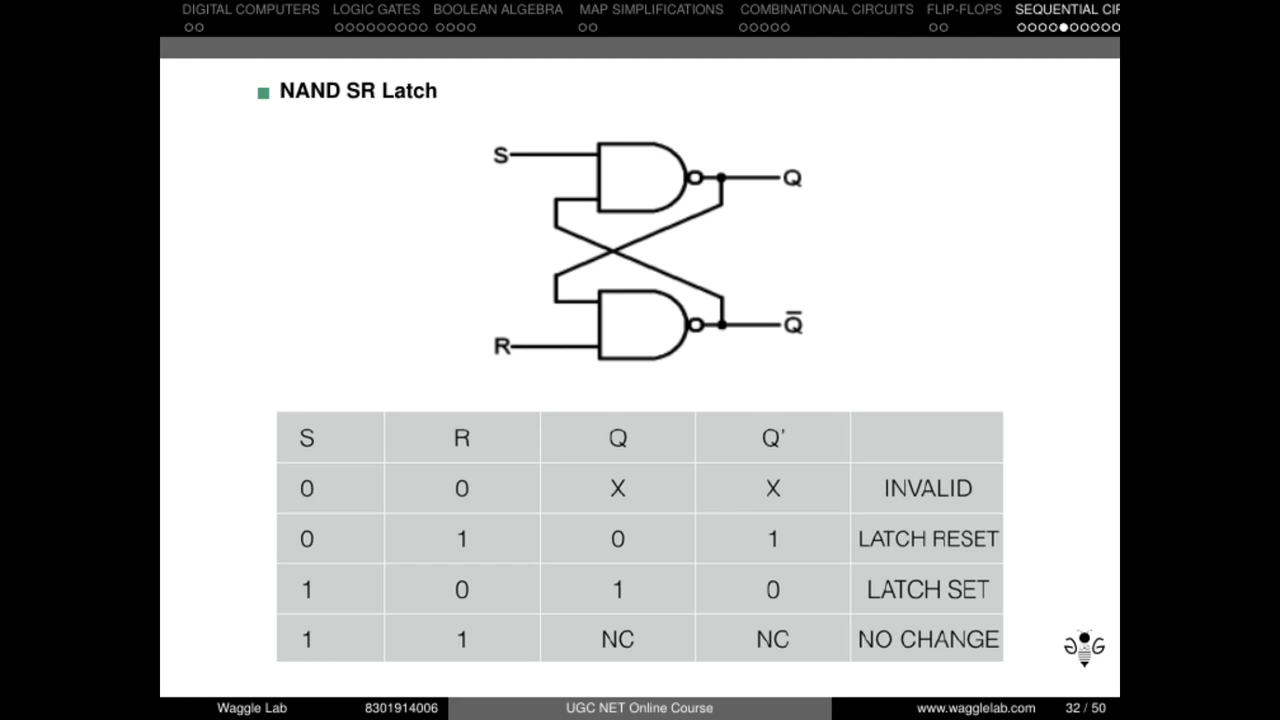 DIGITAL COMPUTERS LOGIC GATES BOOLEAN ALGEBRA MAP SIMPLIFICATIONS COMBINATIONAL CIRCUITS FLIP-FLOPS SEQUENTIAL CIR
NAND SR Latch
S
Q
R
Q̅
S R Q Q'
0 0 X X INVALID
0 1 0 1 LATCH RESET
1 0 1 0 LATCH SET
1 1 NC NC NO CHANGE
Waggle Lab 8301914006 UGC NET Online Course www.wagglelab.com 32 / 50